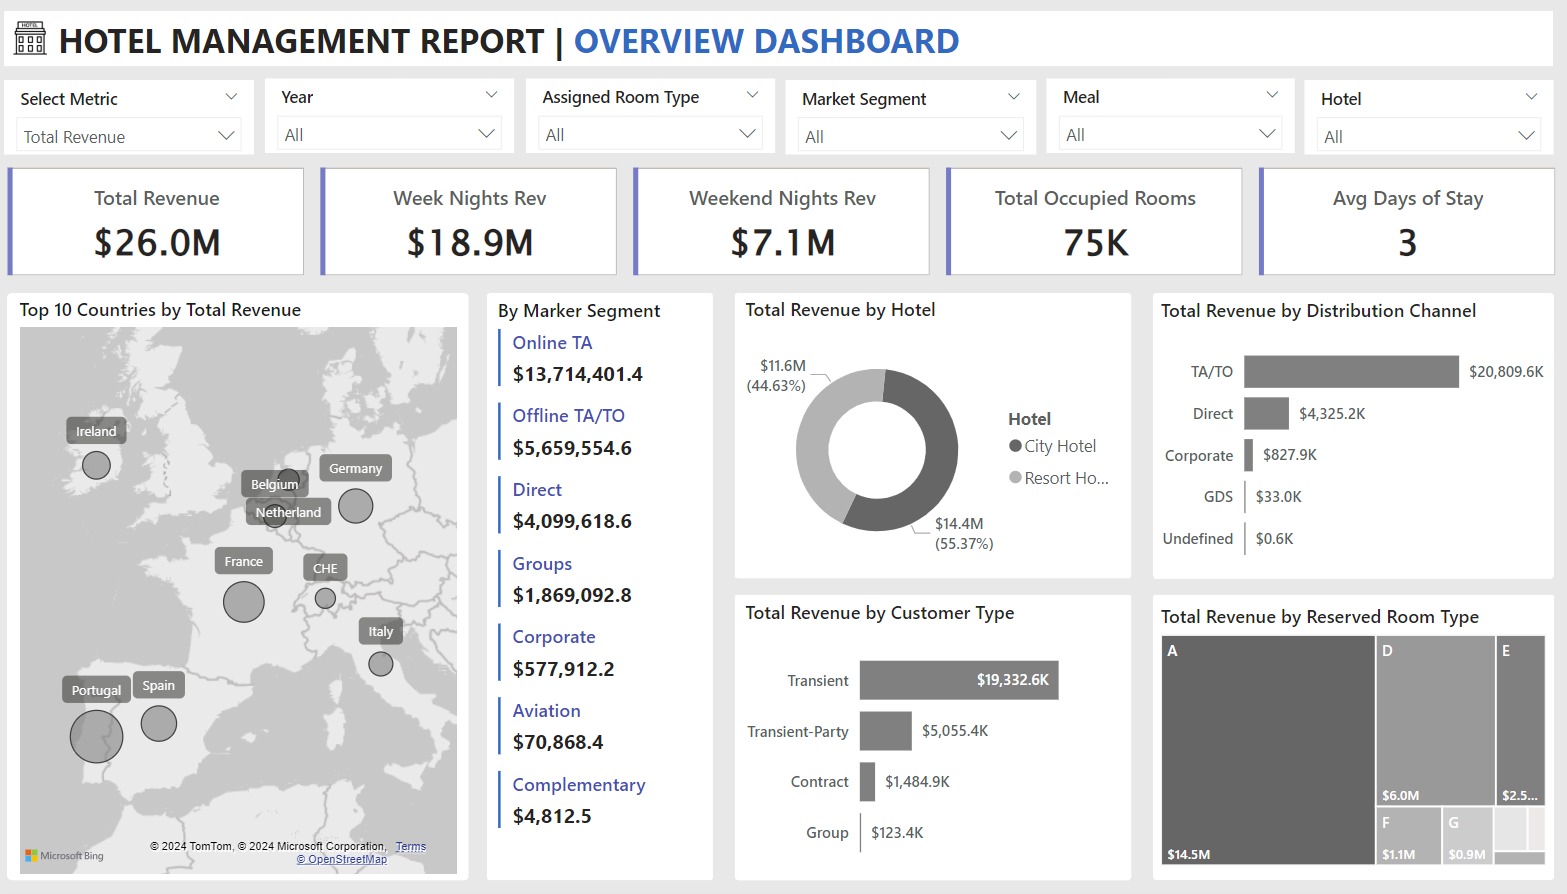 HOTEL
HOTEL MANAGEMENT REPORT | OVERVIEW DASHBOARD
Select Metric
Total Revenue
Year
All
Assigned Room Type
All
Market Segment
All
Meal
All
Hotel
All
Total Revenue
$26.0M
Week Nights Rev
$18.9M
Weekend Nights Rev
$7.1M
Total Occupied Rooms
75K
Avg Days of Stay
3
Top 10 Countries by Total Revenue
Ireland
Germany
Belgium
Netherland
France
CHE
Italy
Portugal
Spain
Microsoft Bing
© 2024 TomTom, © 2024 Microsoft Corporation, Terms
© OpenStreetMap
By Marker Segment
Online TA
$13,714,401.4
Offline TA/TO
$5,659,554.6
Direct
$4,099,618.6
Groups
$1,869,092.8
Corporate
$577,912.2
Aviation
$70,868.4
Complementary
$4,812.5
Total Revenue by Hotel
$11.6M
(44.63%)
$14.4M
(55.37%)
Hotel
City Hotel
Resort Ho...
Total Revenue by Distribution Channel
TA/TO $20,809.6K
Direct $4,325.2K
Corporate $827.9K
GDS $33.0K
Undefined $0.6K
Total Revenue by Customer Type
Transient $19,332.6K
Transient-Party $5,055.4K
Contract $1,484.9K
Group $123.4K
Total Revenue by Reserved Room Type
A
$14.5M
D
$6.0M
E
$2.5...
F
$1.1M
G
$0.9M